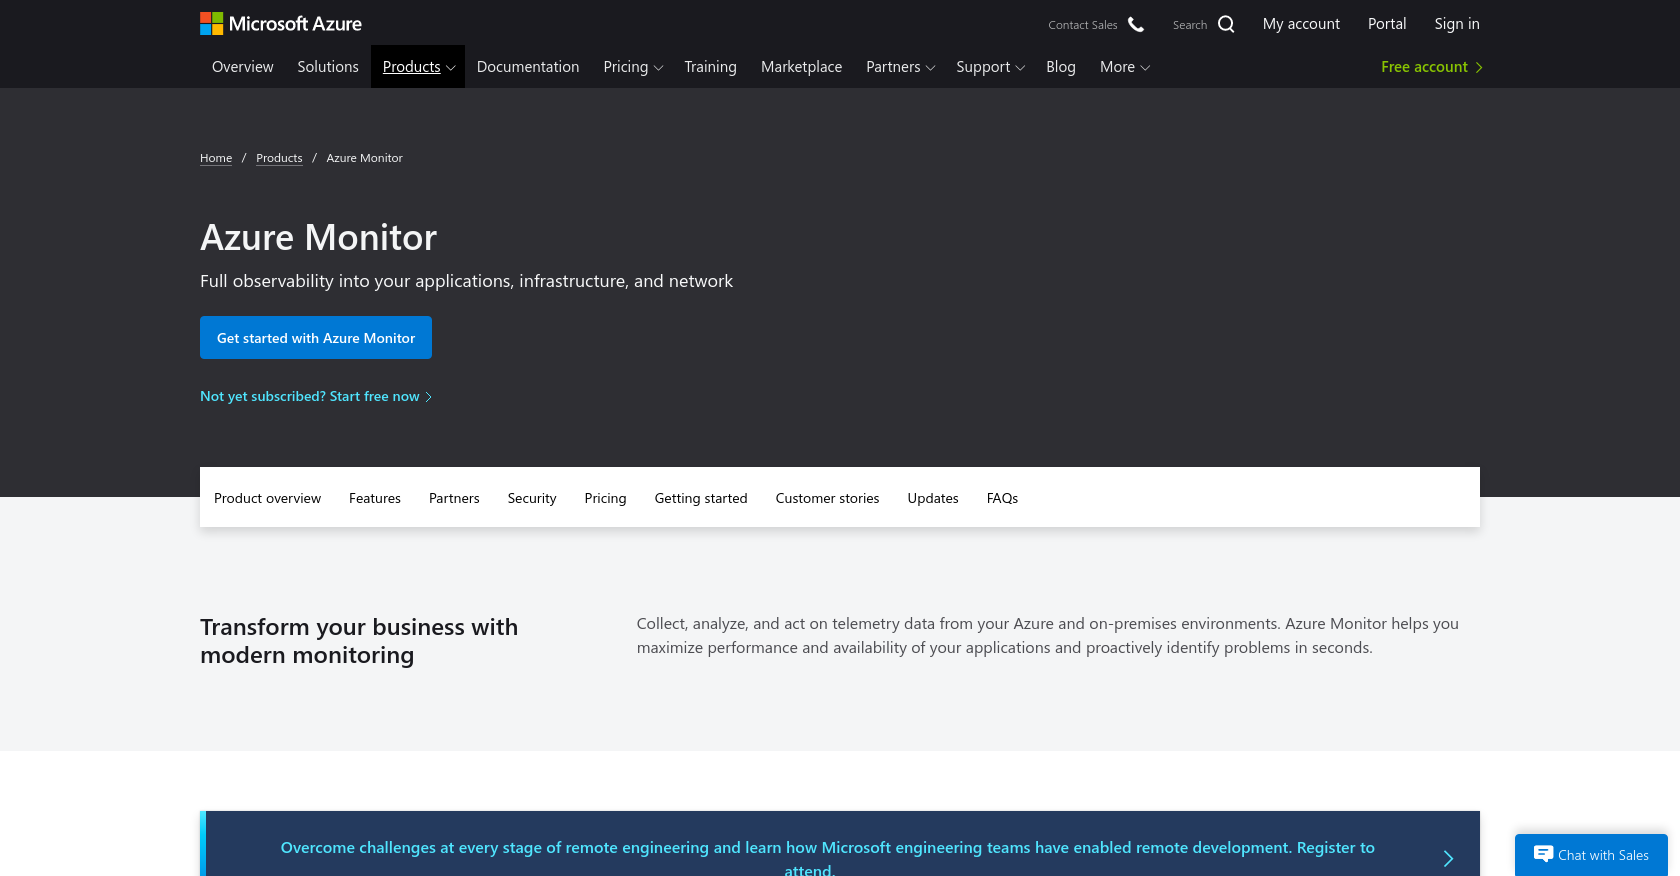 Microsoft Azure
Contact Sales Search My account Portal Sign in
Overview Solutions Products Documentation Pricing Training Marketplace Partners Support Blog More Free account
Home / Products / Azure Monitor
Azure Monitor
Full observability into your applications, infrastructure, and network
Get started with Azure Monitor
Not yet subscribed? Start free now
Product overview Features Partners Security Pricing Getting started Customer stories Updates FAQs
Transform your business with
modern monitoring
Collect, analyze, and act on telemetry data from your Azure and on-premises environments. Azure Monitor helps you
maximize performance and availability of your applications and proactively identify problems in seconds.
Overcome challenges at every stage of remote engineering and learn how Microsoft engineering teams have enabled remote development. Register to
attend.
Chat with Sales